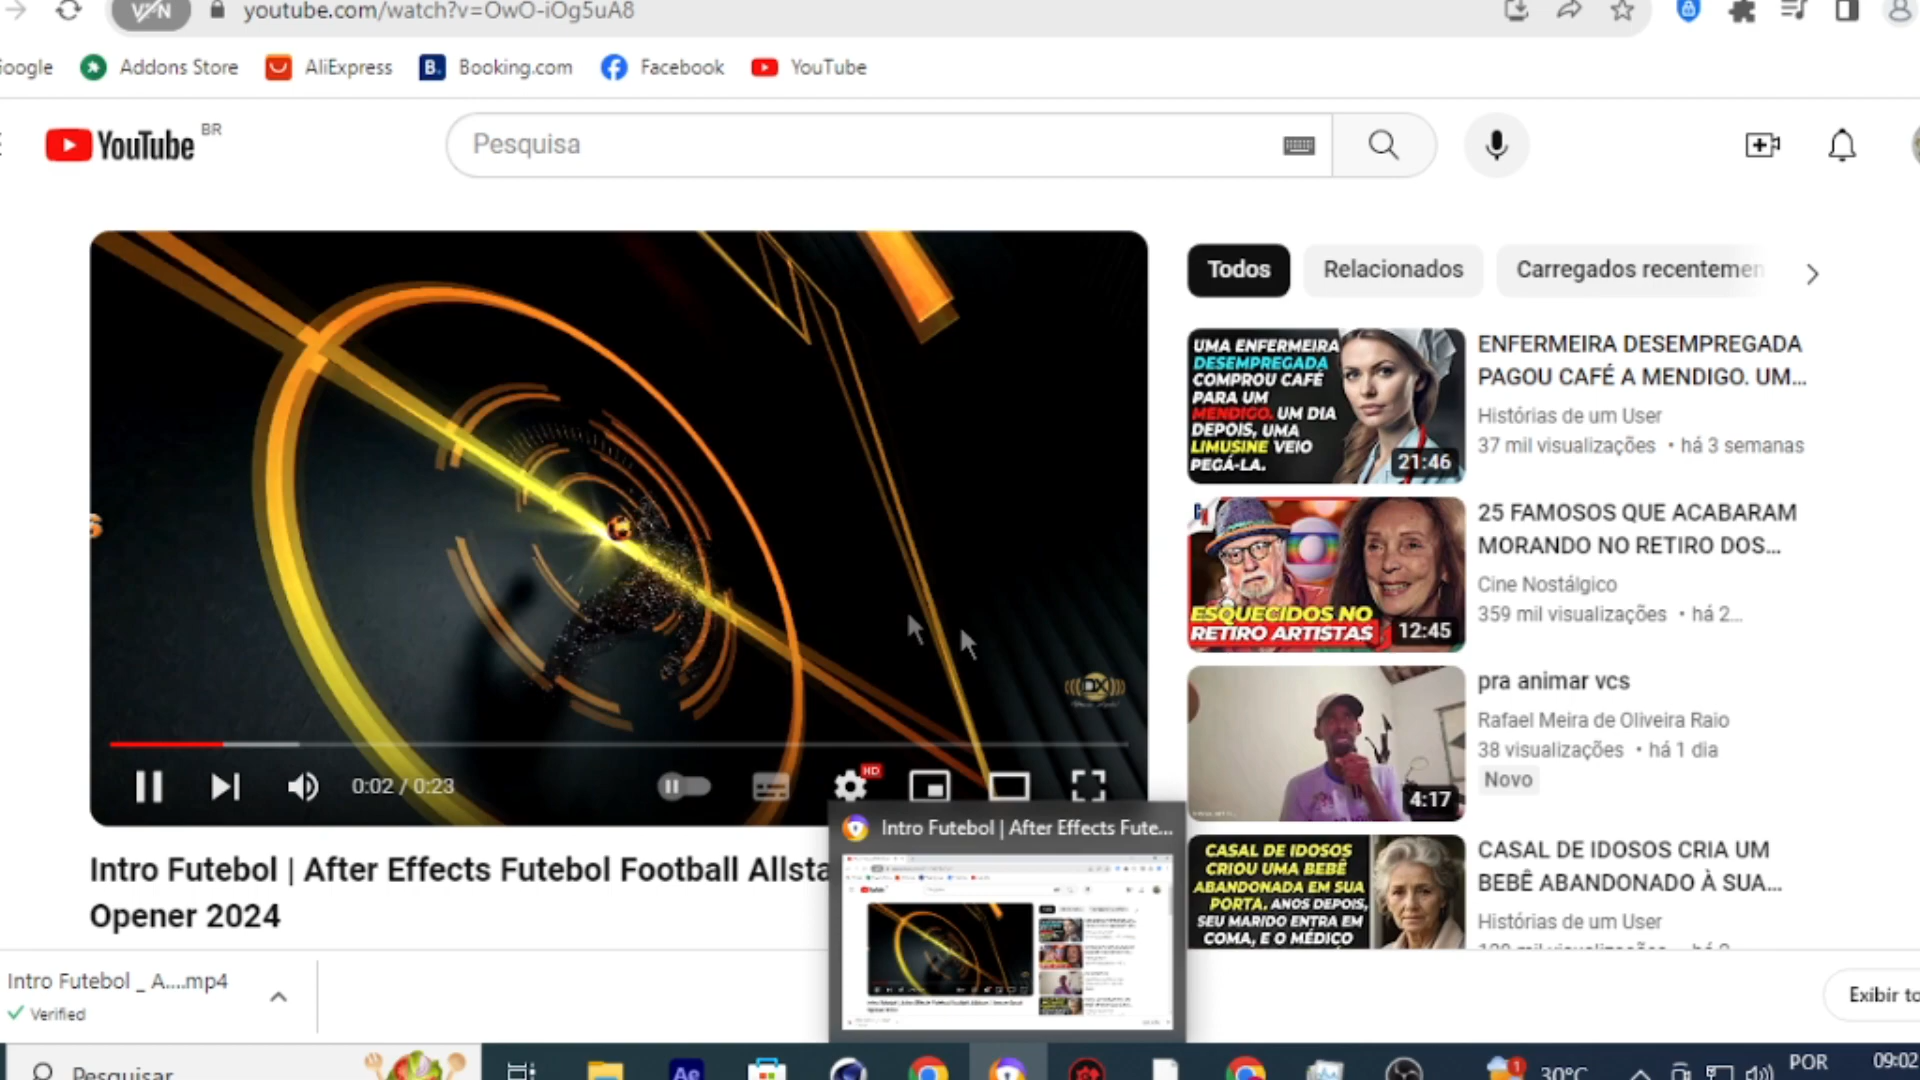 VPN
youtube.com/watch?v=OwO-iOg5uA8
Google
Addons Store
AliExpress
B.
Booking.com
Facebook
YouTube
YouTube BR
Pesquisa
Todos
Relacionados
Carregados recentemen
UMA ENFERMEIRA
DESEMPREGADA
COMPROU CAFÉ
PARA UM
MENDIGO. UM DIA
DEPOIS, UMA
LIMUSINE VEIO
PEGÁ-LA.
21:46
ENFERMEIRA DESEMPREGADA
PAGOU CAFÉ A MENDIGO. UM...
Histórias de um User
37 mil visualizações • há 3 semanas
ESQUECIDOS NO
RETIRO ARTISTAS
12:45
25 FAMOSOS QUE ACABARAM
MORANDO NO RETIRO DOS...
Cine Nostálgico
359 mil visualizações • há 2...
4:17
pra animar vcs
Rafael Meira de Oliveira Raio
38 visualizações • há 1 dia
Novo
CASAL DE IDOSOS
CRIOU UMA BEBÊ
ABANDONADA EM SUA
PORTA. ANOS DEPOIS,
SEU MARIDO ENTRA EM
COMA, E O MÉDICO
CASAL DE IDOSOS CRIA UM
BEBÊ ABANDONADO À SUA...
Histórias de um User
DX
0:02 / 0:23
HD
Intro Futebol | After Effects Futebol Football Allsta
Opener 2024
Intro Futebol | After Effects Fute...
Intro Futebol _ A....mp4
Verified
Exibir to
Pesquisar
Ae
1
30°C
POR
09:02